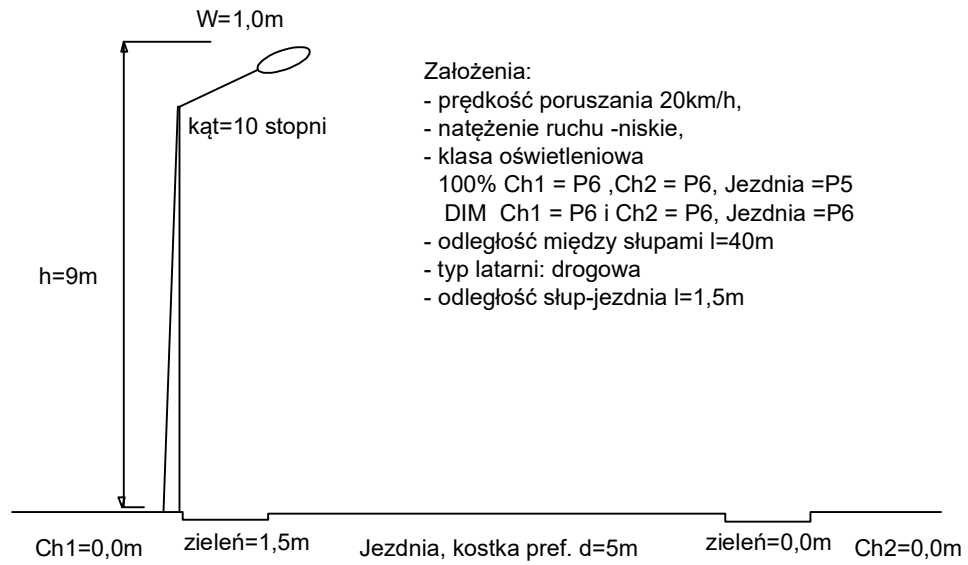 W=1,0m
kąt=10 stopni
h=9m
Założenia:
- prędkość poruszania 20km/h,
- natężenie ruchu -niskie,
- klasa oświetleniowa
100% Ch1 = P6 ,Ch2 = P6, Jezdnia =P5
DIM Ch1 = P6 i Ch2 = P6, Jezdnia =P6
- odległość między słupami l=40m
- typ latarni: drogowa
- odległość słup-jezdnia l=1,5m
Ch1=0,0m
zieleń=1,5m
Jezdnia, kostka pref. d=5m
zieleń=0,0m
Ch2=0,0m